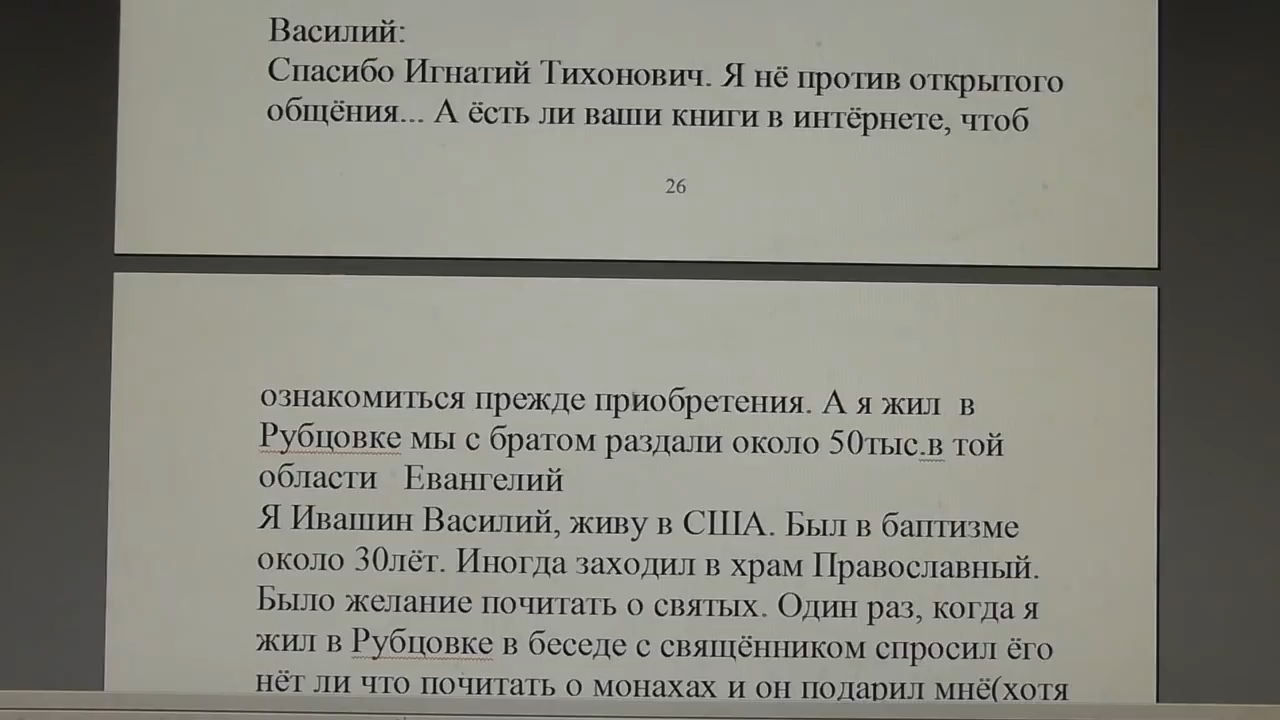 Василий:
Спасибо Игнатий Тихонович. Я нё против открытого
общёния... А ёсть ли ваши книги в интёрнете, чтоб
26
ознакомиться прежде приобретения. А я жил в
Рубцовке мы с братом раздали около 50тыс.в той
области Евангелий
Я Ивашин Василий, живу в США. Был в баптизме
около 30лёт. Иногда заходил в храм Православный.
Было желание почитать о святых. Один раз, когда я
жил в Рубцовке в беседе с свящёнником спросил ёго
нёт ли что почитать о монахах и он подарил мнё(хотя